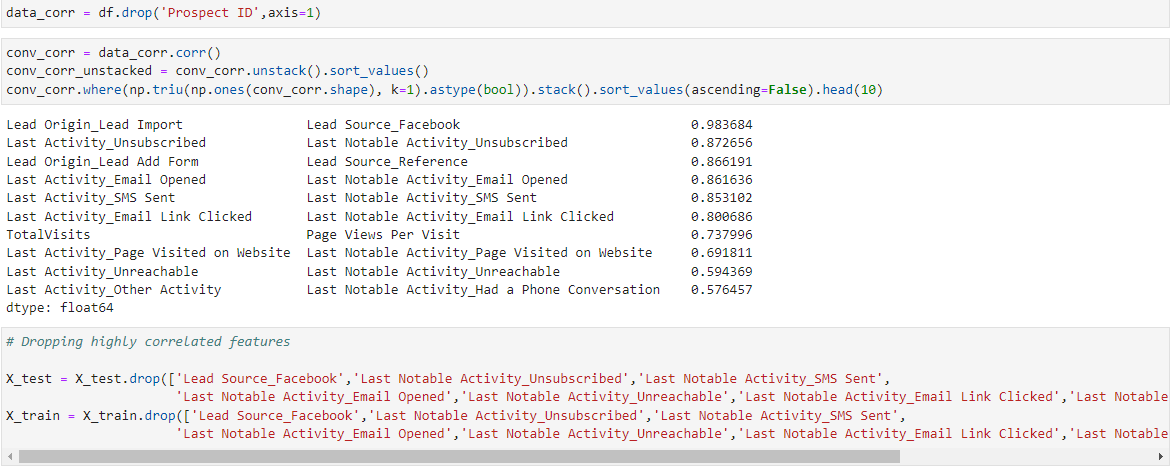 data_corr = df.drop('Prospect ID',axis=1)
conv_corr = data_corr.corr()
conv_corr_unstacked = conv_corr.unstack().sort_values()
conv_corr.where(np.triu(np.ones(conv_corr.shape), k=1).astype(bool)).stack().sort_values(ascending=False).head(10)
Lead Origin_Lead Import Lead Source_Facebook 0.983684
Last Activity_Unsubscribed Last Notable Activity_Unsubscribed 0.872656
Lead Origin_Lead Add Form Lead Source_Reference 0.866191
Last Activity_Email Opened Last Notable Activity_Email Opened 0.861636
Last Activity_SMS Sent Last Notable Activity_SMS Sent 0.853102
Last Activity_Email Link Clicked Last Notable Activity_Email Link Clicked 0.800686
TotalVisits Page Views Per Visit 0.737996
Last Activity_Page Visited on Website Last Notable Activity_Page Visited on Website 0.691811
Last Activity_Unreachable Last Notable Activity_Unreachable 0.594369
Last Activity_Other Activity Last Notable Activity_Had a Phone Conversation 0.576457
dtype: float64
# Dropping highly correlated features
X_test = X_test.drop(['Lead Source_Facebook','Last Notable Activity_Unsubscribed','Last Notable Activity_SMS Sent',
'Last Notable Activity_Email Opened','Last Notable Activity_Unreachable','Last Notable Activity_Email Link Clicked','Last Notable
X_train = X_train.drop(['Lead Source_Facebook','Last Notable Activity_Unsubscribed','Last Notable Activity_SMS Sent',
'Last Notable Activity_Email Opened','Last Notable Activity_Unreachable','Last Notable Activity_Email Link Clicked','Last Notable